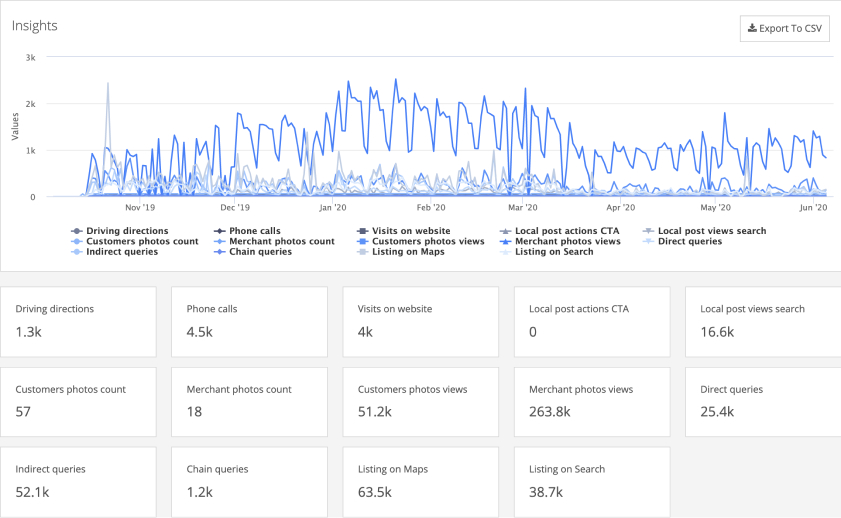 Insights
Export To CSV
3k
2k
1k
0
Values
Nov '19 Dec '19 Jan '20 Feb '20 Mar '20 Apr '20 May '20 Jun '20
Driving directions Phone calls Visits on website Local post actions CTA Local post views search
Customers photos count Merchant photos count Customers photos views Merchant photos views Direct queries
Indirect queries Chain queries Listing on Maps Listing on Search
Driving directions Phone calls Visits on website Local post actions CTA Local post views search
1.3k 4.5k 4k 0 16.6k
Customers photos count Merchant photos count Customers photos views Merchant photos views Direct queries
57 18 51.2k 263.8k 25.4k
Indirect queries Chain queries Listing on Maps Listing on Search
52.1k 1.2k 63.5k 38.7k